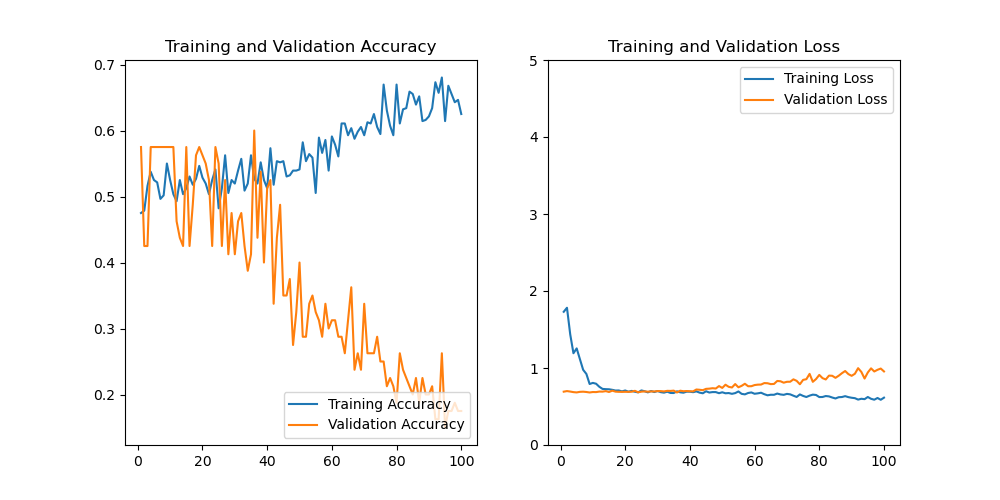 Training and Validation Accuracy
0.7
0.6
0.5
0.4
0.3
0.2
0 20 40 60 80 100
Training Accuracy
Validation Accuracy
Training and Validation Loss
5
4
3
2
1
0
0 20 40 60 80 100
Training Loss
Validation Loss